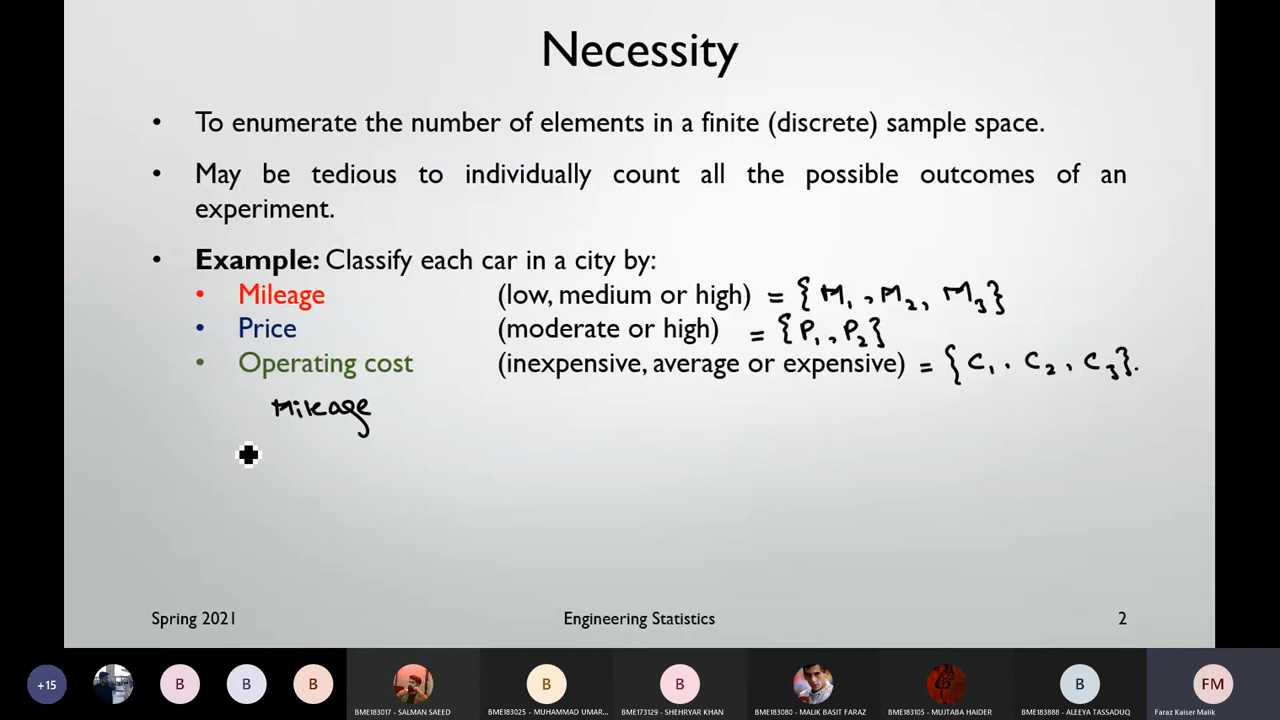 Necessity
• To enumerate the number of elements in a finite (discrete) sample space.
• May be tedious to individually count all the possible outcomes of an
experiment.
• Example: Classify each car in a city by:
• Mileage (low, medium or high) = {M₁, M₂, M₃}
• Price (moderate or high) = {P₁, P₂}
• Operating cost (inexpensive, average or expensive) = {C₁, C₂, C₃}.
Mileage
Spring 2021 Engineering Statistics 2
+15 B B B B B B FM
BME183017 - SALMAN SAEED BME183025 - MUHAMMAD UMAR... BME173129 - SHEHRYAR KHAN BME183080 - MALIK BASIT FARAZ BME183105 - MUJTABA HAIDER BME183888 - ALEEYA TASSADUQ Faraz Kaiser Malik